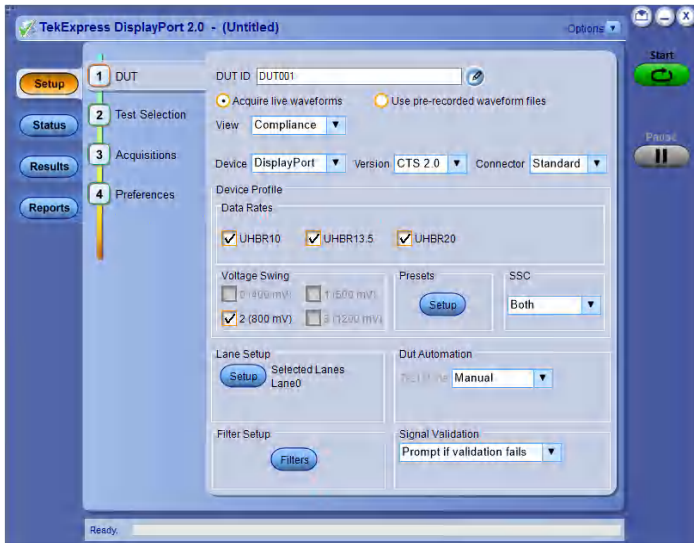 TekExpress DisplayPort 2.0 - (Untitled)
Options
Start
Setup
Status
Results
Reports
1 DUT
2 Test Selection
3 Acquisitions
4 Preferences
DUT ID DUT001
Acquire live waveforms Use pre-recorded waveform files
View Compliance
Device DisplayPort Version CTS 2.0 Connector Standard
Device Profile
Data Rates
UHBR10 UHBR13.5 UHBR20
Voltage Swing
0 (400 mV) 1 (600 mV)
2 (800 mV) 3 (1200 mV)
Presets
Setup
SSC
Both
Lane Setup
Setup Selected Lanes
Lane0
Dut Automation
Manual
Filter Setup
Filters
Signal Validation
Prompt if validation fails
Pause
Ready.